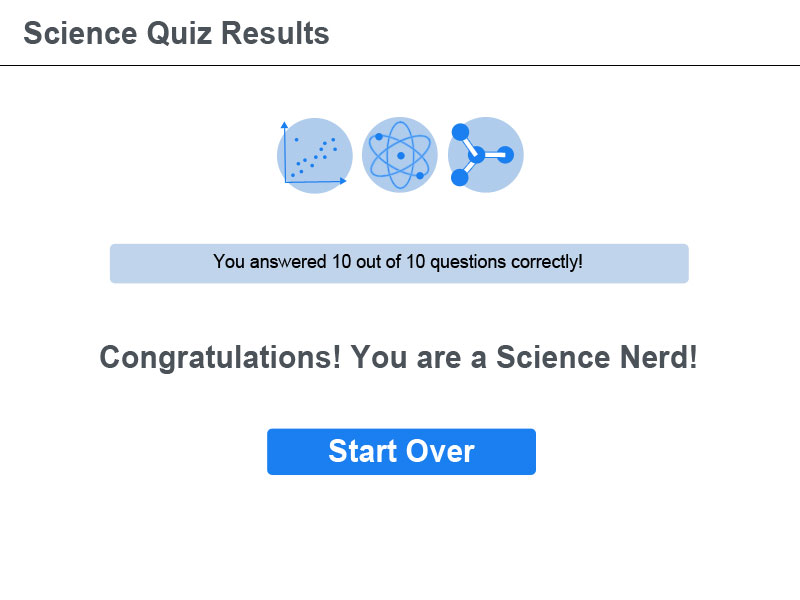 Science Quiz Results
You answered 10 out of 10 questions correctly!
Congratulations! You are a Science Nerd!
Start Over